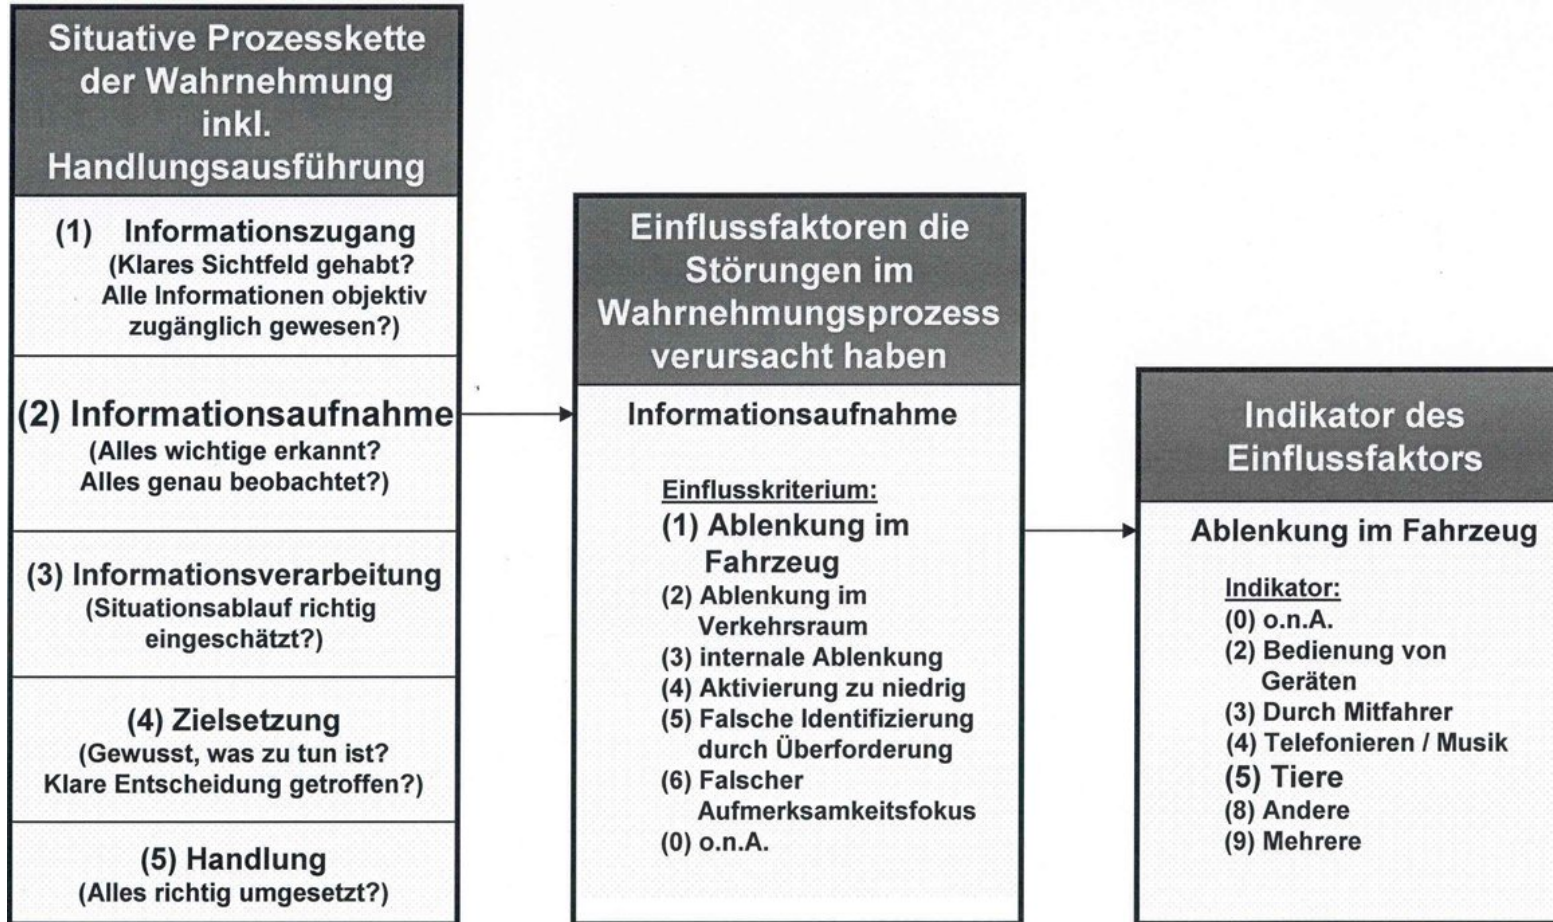 Situative Prozesskette
der Wahrnehmung
inkl.
Handlungsausführung
(1) Informationszugang
(Klares Sichtfeld gehabt?
Alle Informationen objektiv
zugänglich gewesen?)
(2) Informationsaufnahme
(Alles wichtige erkannt?
Alles genau beobachtet?)
(3) Informationsverarbeitung
(Situationsablauf richtig
eingeschätzt?)
(4) Zielsetzung
(Gewusst, was zu tun ist?
Klare Entscheidung getroffen?)
(5) Handlung
(Alles richtig umgesetzt?)
Einflussfaktoren die
Störungen im
Wahrnehmungsprozess
verursacht haben
Informationsaufnahme
Einflusskriterium:
(1) Ablenkung im
Fahrzeug
(2) Ablenkung im
Verkehrsraum
(3) internale Ablenkung
(4) Aktivierung zu niedrig
(5) Falsche Identifizierung
durch Überforderung
(6) Falscher
Aufmerksamkeitsfokus
(0) o.n.A.
Indikator des
Einflussfaktors
Ablenkung im Fahrzeug
Indikator:
(0) o.n.A.
(2) Bedienung von
Geräten
(3) Durch Mitfahrer
(4) Telefonieren / Musik
(5) Tiere
(8) Andere
(9) Mehrere